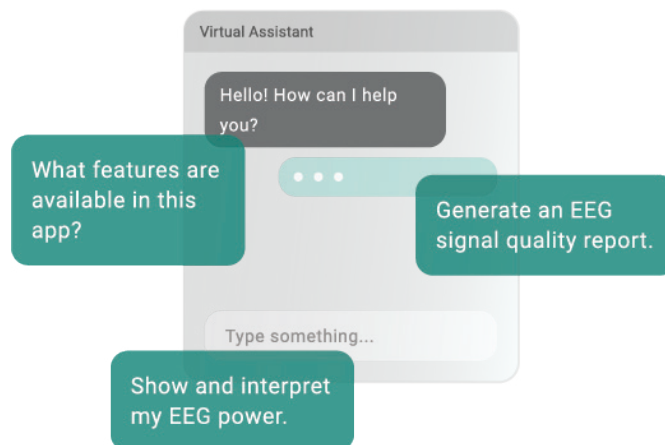 Virtual Assistant
Hello! How can I help
you?
What features are
available in this
app?
Generate an EEG
signal quality report.
Type something...
Show and interpret
my EEG power.